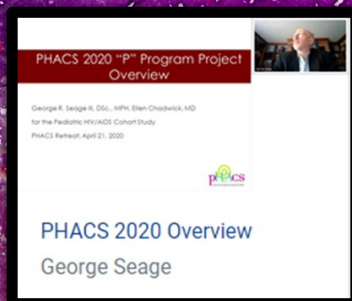 PHACS 2020 "P" Program Project
Overview
George R. Seage III, DSc., MPH, Ellen Chadwick, MD
for the Pediatric HIV/AIDS Cohort Study
PHACS Retreat, April 21, 2020
pHACS
PHACS 2020 Overview
George Seage